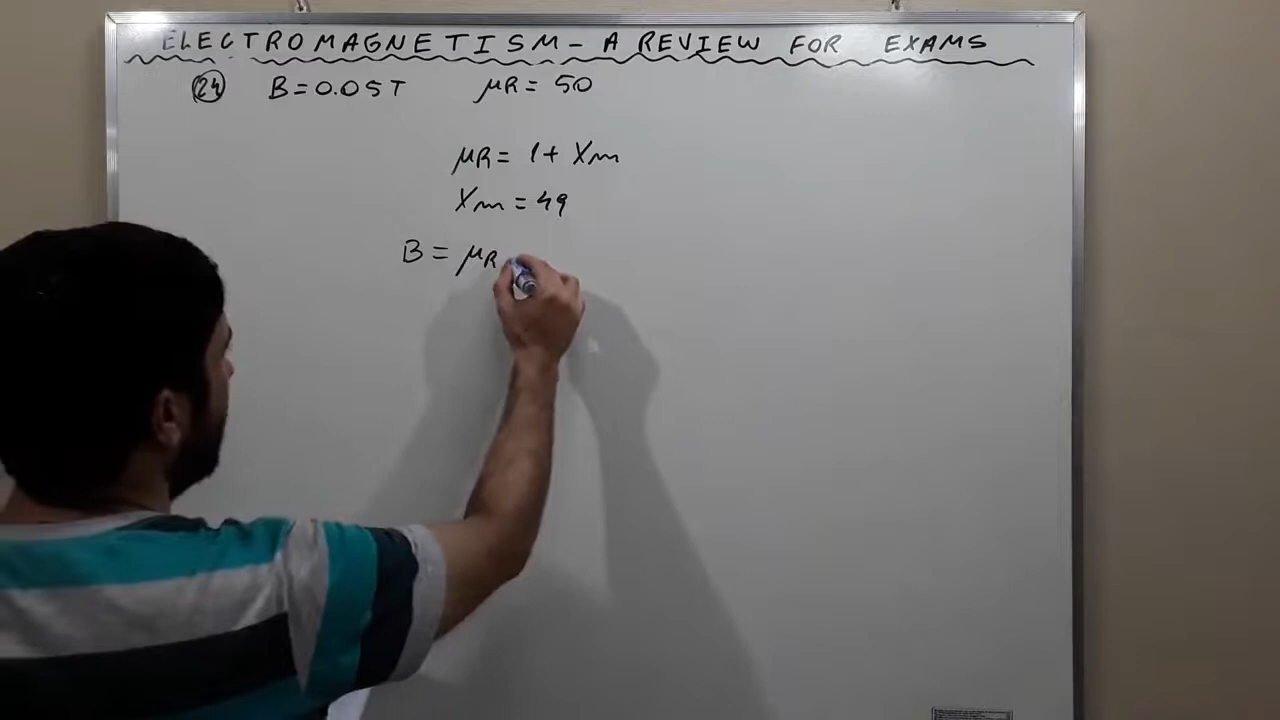 ELECTROMAGNETISM - A REVIEW FOR EXAMS
24 B = 0.05T μR = 50
μR = 1 + Xm
Xm = 49
B = μR